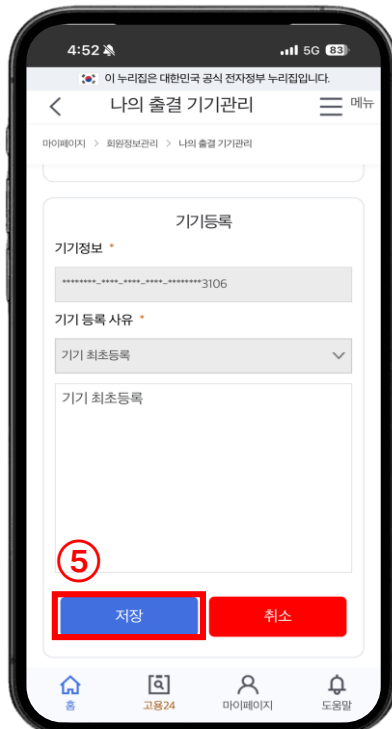 4:52 5G 83
이 누리집은 대한민국 공식 전자정부 누리집입니다.
나의 출결 기기관리 메뉴
마이페이지 > 회원정보관리 > 나의 출결 기기관리
기기등록
기기정보 *
********-****-****-****-********3106
기기 등록 사유 *
기기 최초등록
기기 최초등록
⑤
저장 취소
홈 고용24 마이페이지 도움말